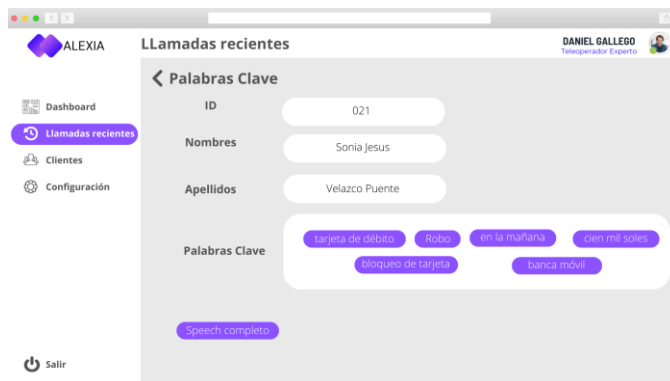 ALEXIA
LLamadas recientes
DANIEL GALLEGO
Teleoperador Experto
Palabras Clave
Dashboard
Llamadas recientes
Clientes
Configuración
Salir
ID
021
Nombres
Sonia Jesus
Apellidos
Velazco Puente
Palabras Clave
tarjeta de débito
Robo
en la mañana
cien mil soles
bloqueo de tarjeta
banca móvil
Speech completo